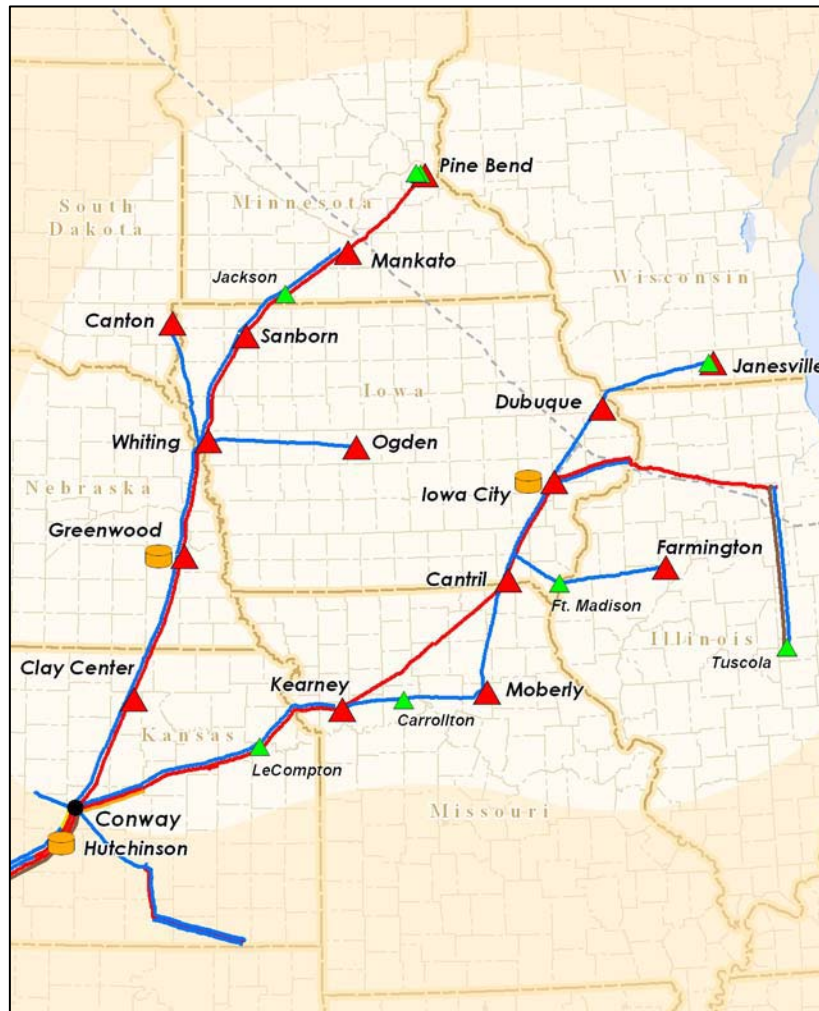 Pine Bend
Minnesota
South
Dakota
Mankato
Wisconsin
Jackson
Canton
Sanborn
Janesville
Iowa
Dubuque
Whiting
Ogden
Nebraska
Iowa City
Greenwood
Farmington
Cantril
Ft. Madison
Illinois
Tuscola
Clay Center
Kearney
Moberly
Carrollton
Kansas
LeCompton
Missouri
Conway
Hutchinson